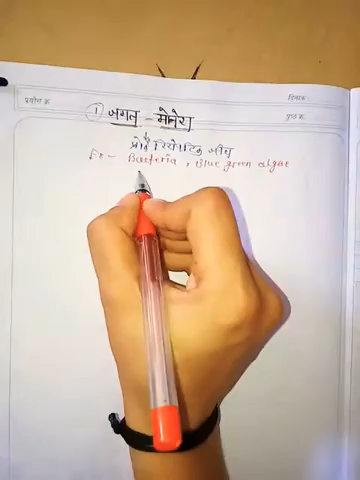 प्रयोग क्र. दिनांक
पृष्ठ क्र.
① जगत - मोनेरा
प्रोकैरियोटिक जीव
Ex- Bacteria , Blue green algae